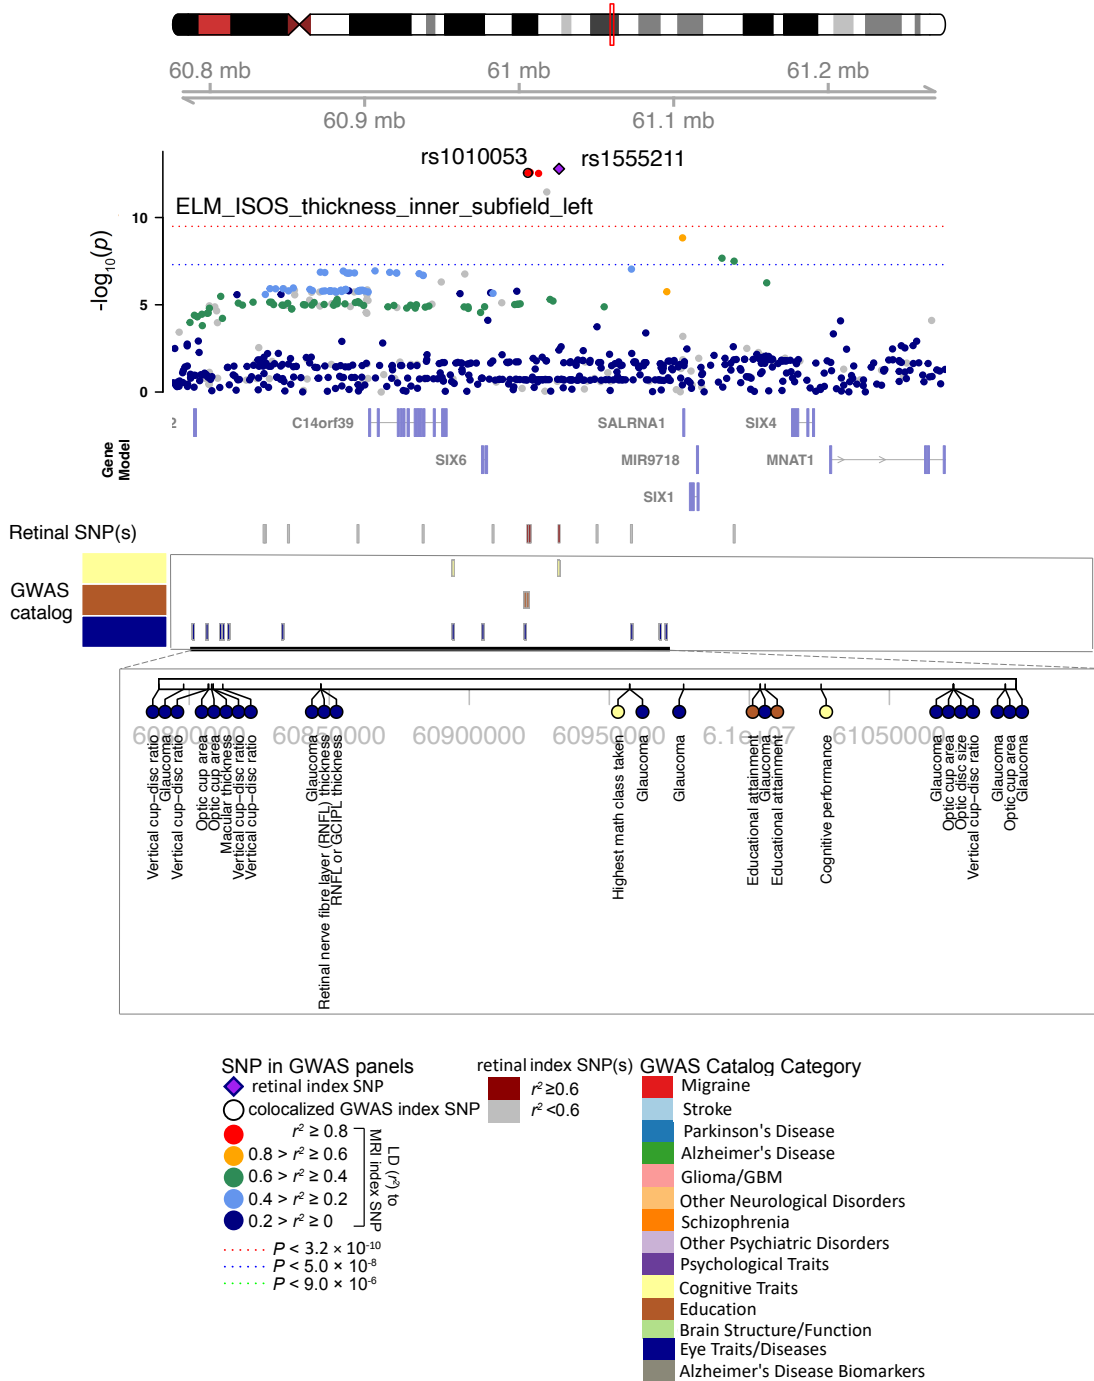 60.8 mb
61 mb
61.2 mb
60.9 mb
61.1 mb
rs1010053
rs1555211
ELM_ISOS_thickness_inner_subfield_left
-log10(p)
10
5
0
Gene
Model
2
C14orf39
SALRNA1
SIX4
SIX6
MIR9718
MNAT1
SIX1
Retinal SNP(s)
GWAS
catalog
60800000
60850000
60900000
60950000
6.1e+07
61050000
Vertical cup−disc ratio
Glaucoma
Vertical cup−disc ratio
Optic cup area
Optic cup area
Macular thickness
Vertical cup−disc ratio
Vertical cup−disc ratio
Glaucoma
Retinal nerve fibre layer (RNFL) thickness
RNFL or GCIPL thickness
Highest math class taken
Glaucoma
Glaucoma
Educational attainment
Glaucoma
Educational attainment
Cognitive performance
Glaucoma
Optic cup area
Optic disc size
Vertical cup−disc ratio
Glaucoma
Optic cup area
Glaucoma
SNP in GWAS panels
retinal index SNP
colocalized GWAS index SNP
r² ≥ 0.8
0.8 > r² ≥ 0.6
0.6 > r² ≥ 0.4
0.4 > r² ≥ 0.2
0.2 > r² ≥ 0
LD (r²) to
MRI index SNP
P < 3.2 × 10⁻¹⁰
P < 5.0 × 10⁻⁸
P < 9.0 × 10⁻⁶
retinal index SNP(s)
r² ≥0.6
r² <0.6
GWAS Catalog Category
Migraine
Stroke
Parkinson's Disease
Alzheimer's Disease
Glioma/GBM
Other Neurological Disorders
Schizophrenia
Other Psychiatric Disorders
Psychological Traits
Cognitive Traits
Education
Brain Structure/Function
Eye Traits/Diseases
Alzheimer's Disease Biomarkers